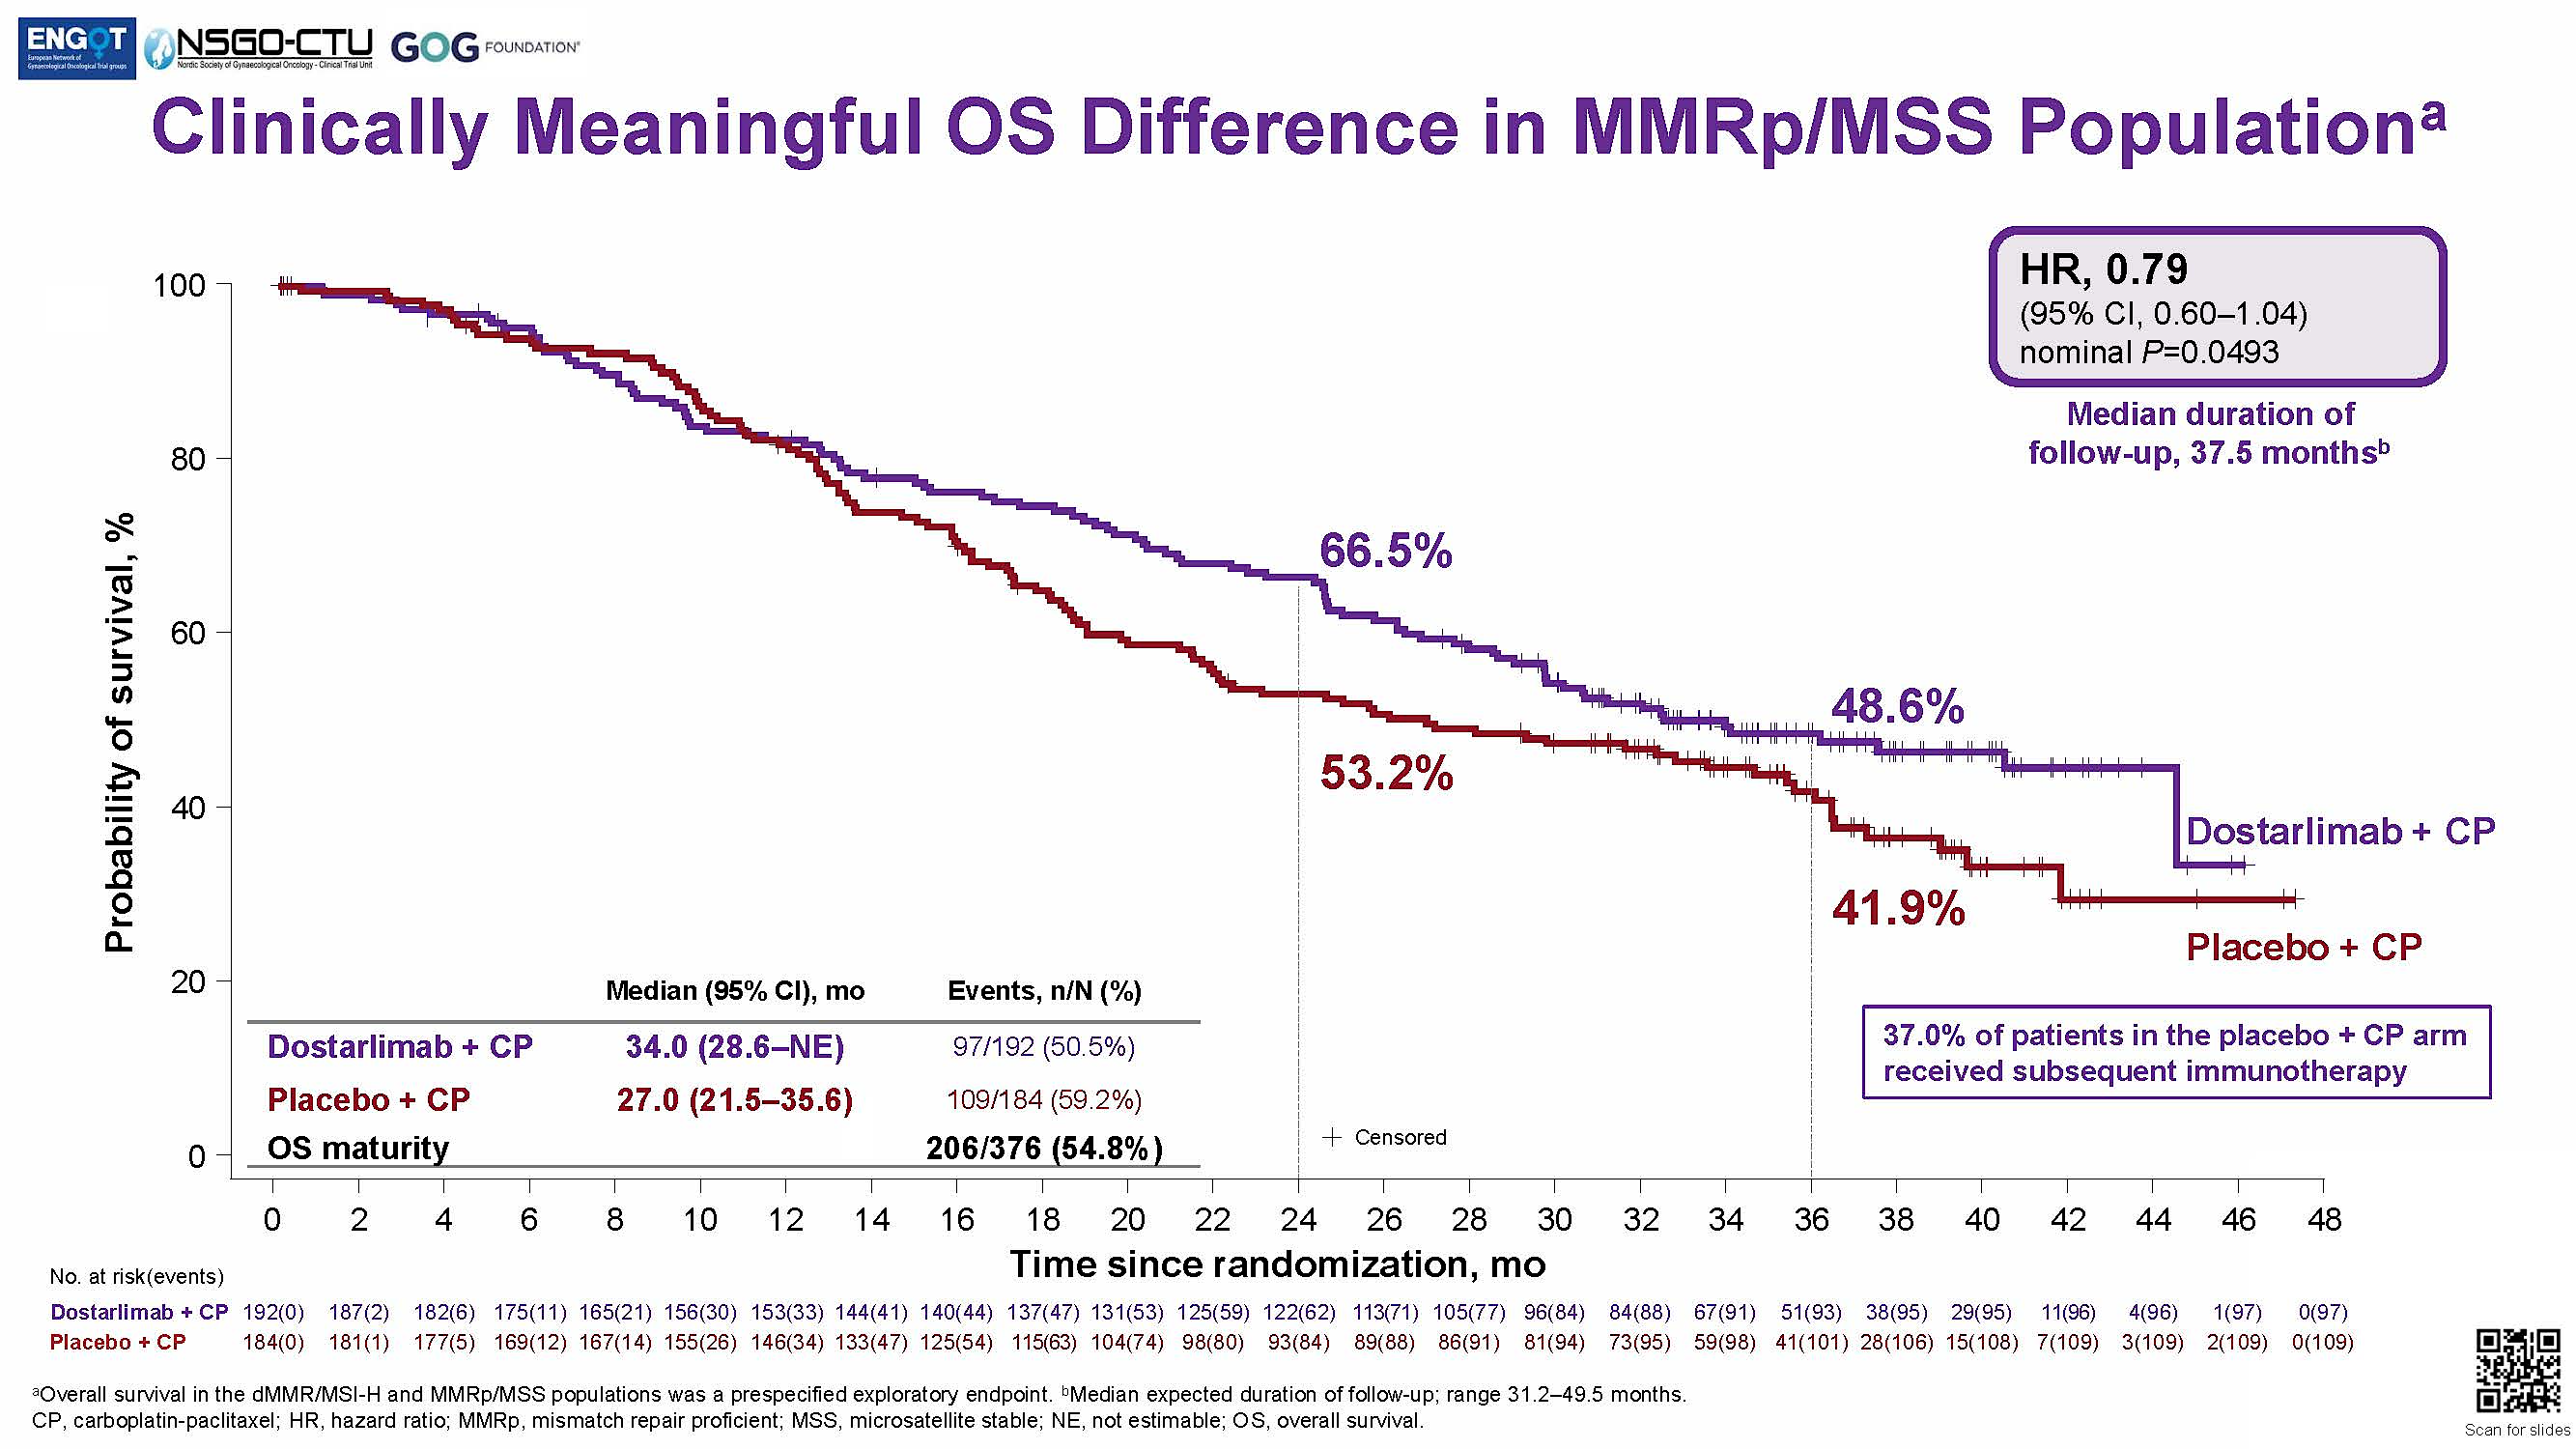 ENGOT
European Network of
Gynaecological Oncological Trial groups
NSGO-CTU
Nordic Society of Gynaecological Oncology - Clinical Trial Unit
GOG FOUNDATION®
Clinically Meaningful OS Difference in MMRp/MSS Populationᵃ
HR, 0.79
(95% CI, 0.60–1.04)
nominal P=0.0493
Median duration of
follow-up, 37.5 monthsᵇ
Probability of survival, %
100
80
60
40
20
0
66.5%
53.2%
48.6%
41.9%
Dostarlimab + CP
Placebo + CP
37.0% of patients in the placebo + CP arm
received subsequent immunotherapy
Median (95% CI), mo Events, n/N (%)
Dostarlimab + CP 34.0 (28.6–NE) 97/192 (50.5%)
Placebo + CP 27.0 (21.5–35.6) 109/184 (59.2%)
OS maturity 206/376 (54.8%)
Censored
0 2 4 6 8 10 12 14 16 18 20 22 24 26 28 30 32 34 36 38 40 42 44 46 48
Time since randomization, mo
No. at risk(events)
Dostarlimab + CP 192(0) 187(2) 182(6) 175(11) 165(21) 156(30) 153(33) 144(41) 140(44) 137(47) 131(53) 125(59) 122(62) 113(71) 105(77) 96(84) 84(88) 67(91) 51(93) 38(95) 29(95) 11(96) 4(96) 1(97) 0(97)
Placebo + CP 184(0) 181(1) 177(5) 169(12) 167(14) 155(26) 146(34) 133(47) 125(54) 115(63) 104(74) 98(80) 93(84) 89(88) 86(91) 81(94) 73(95) 59(98) 41(101) 28(106) 15(108) 7(109) 3(109) 2(109) 0(109)
ᵃOverall survival in the dMMR/MSI-H and MMRp/MSS populations was a prespecified exploratory endpoint. ᵇMedian expected duration of follow-up; range 31.2–49.5 months.
CP, carboplatin-paclitaxel; HR, hazard ratio; MMRp, mismatch repair proficient; MSS, microsatellite stable; NE, not estimable; OS, overall survival.
Scan for slides